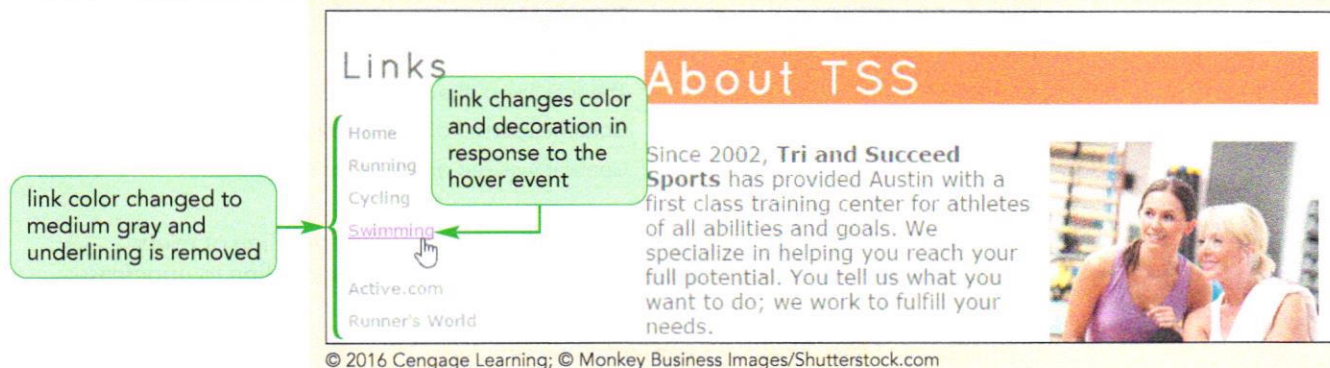 Links
About TSS
link changes color
and decoration in
response to the
hover event
Home
Running
Cycling
Swimming
Active.com
Runner's World
link color changed to
medium gray and
underlining is removed
Since 2002, Tri and Succeed
Sports has provided Austin with a
first class training center for athletes
of all abilities and goals. We
specialize in helping you reach your
full potential. You tell us what you
want to do; we work to fulfill your
needs.
© 2016 Cengage Learning; © Monkey Business Images/Shutterstock.com